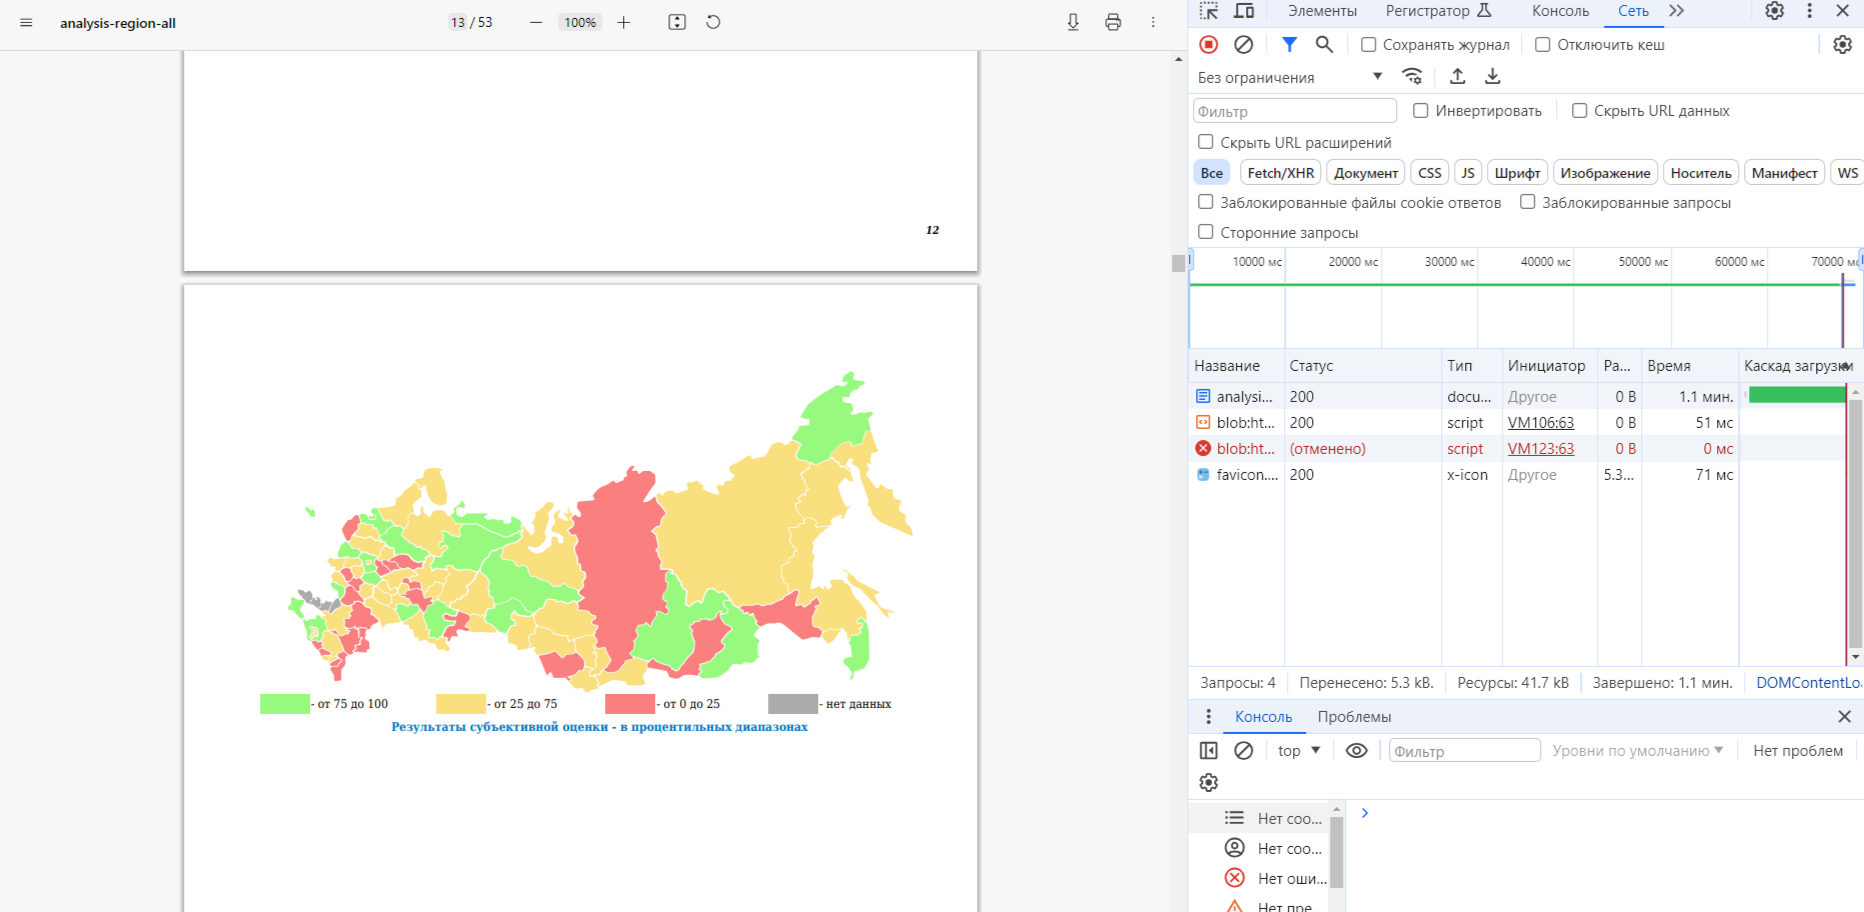 analysis-region-all
13 / 53
100%
12
- от 75 до 100
- от 25 до 75
- от 0 до 25
- нет данных
Результаты субъективной оценки - в процентильных диапазонах
Элементы Регистратор Консоль Сеть
Сохранять журнал Отключить кеш
Без ограничения
Фильтр Инвертировать Скрыть URL данных
Скрыть URL расширений
Все Fetch/XHR Документ CSS JS Шрифт Изображение Носитель Манифест WS
Заблокированные файлы cookie ответов Заблокированные запросы
Сторонние запросы
10000 мс 20000 мс 30000 мс 40000 мс 50000 мс 60000 мс 70000 мс
Название Статус Тип Инициатор Ра... Время Каскад загрузки
analysi... 200 docu... Другое 0 B 1.1 мин.
blob:ht... 200 script VM106:63 0 B 51 мс
blob:ht... (отменено) script VM123:63 0 B 0 мс
favicon.... 200 x-icon Другое 5.3... 71 мс
Запросы: 4 Перенесено: 5.3 kB. Ресурсы: 41.7 kB Завершено: 1.1 мин. DOMContentLo
Консоль Проблемы
top Фильтр Уровни по умолчанию Нет проблем
Нет соо...
Нет соо...
Нет оши...
Нет пре